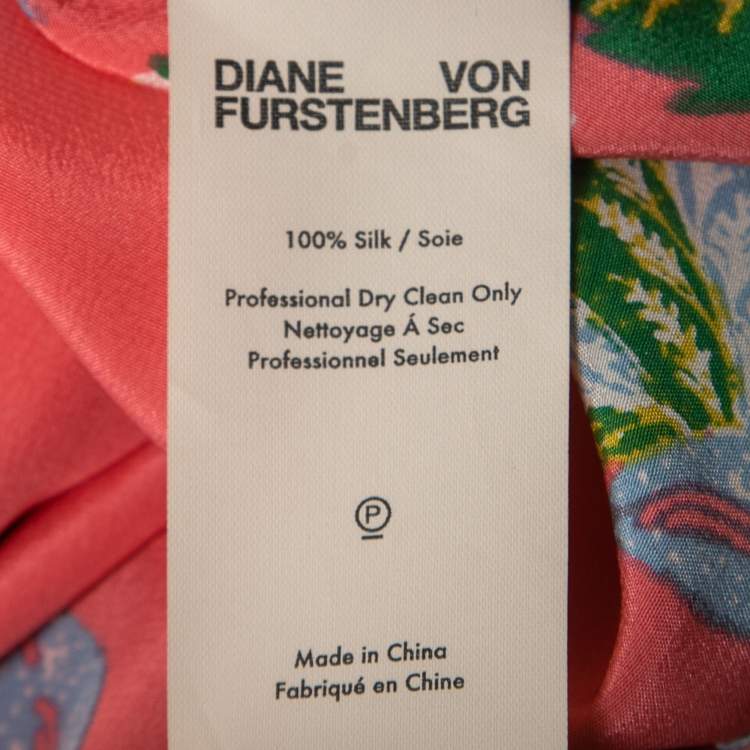 DIANE VON
FURSTENBERG
100% Silk / Soie
Professional Dry Clean Only
Nettoyage Á Sec
Professionnel Seulement
P
Made in China
Fabriqué en Chine